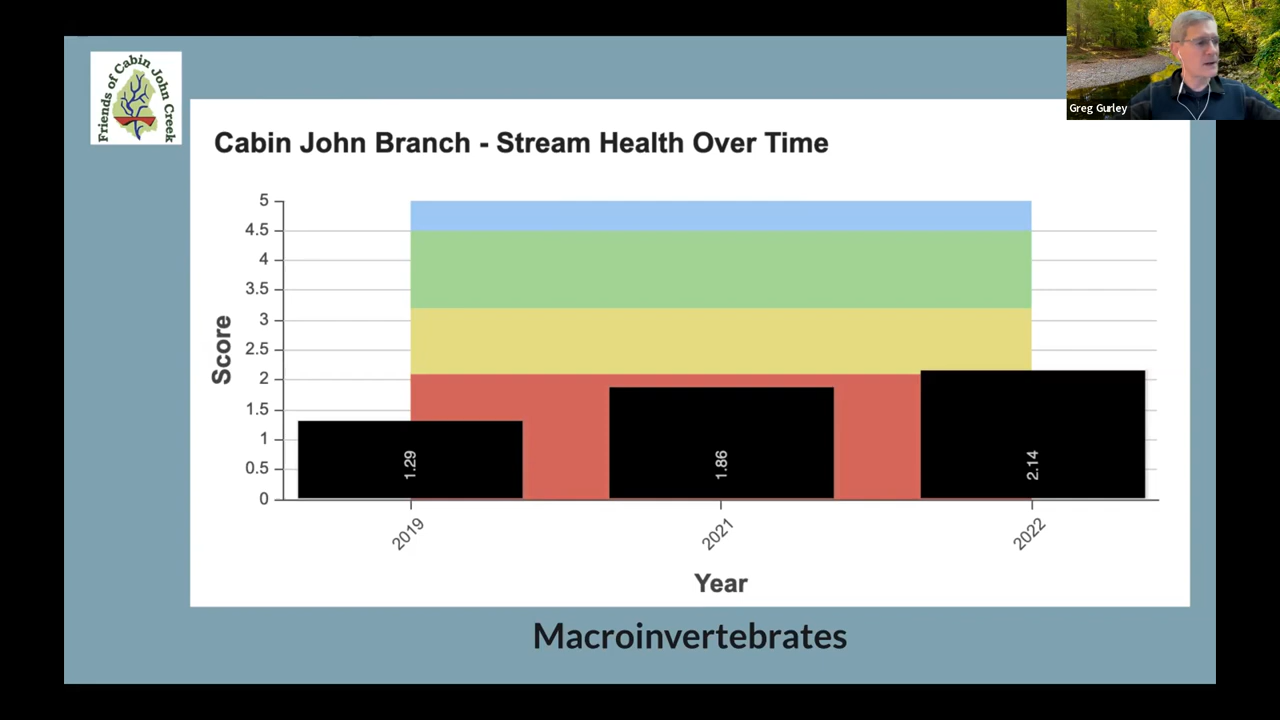 Friends of Cabin John Creek
Greg Gurley
Cabin John Branch - Stream Health Over Time
Score
5
4.5
4
3.5
3
2.5
2
1.5
1
0.5
0
1.29
1.86
2.14
2019
2021
2022
Year
Macroinvertebrates